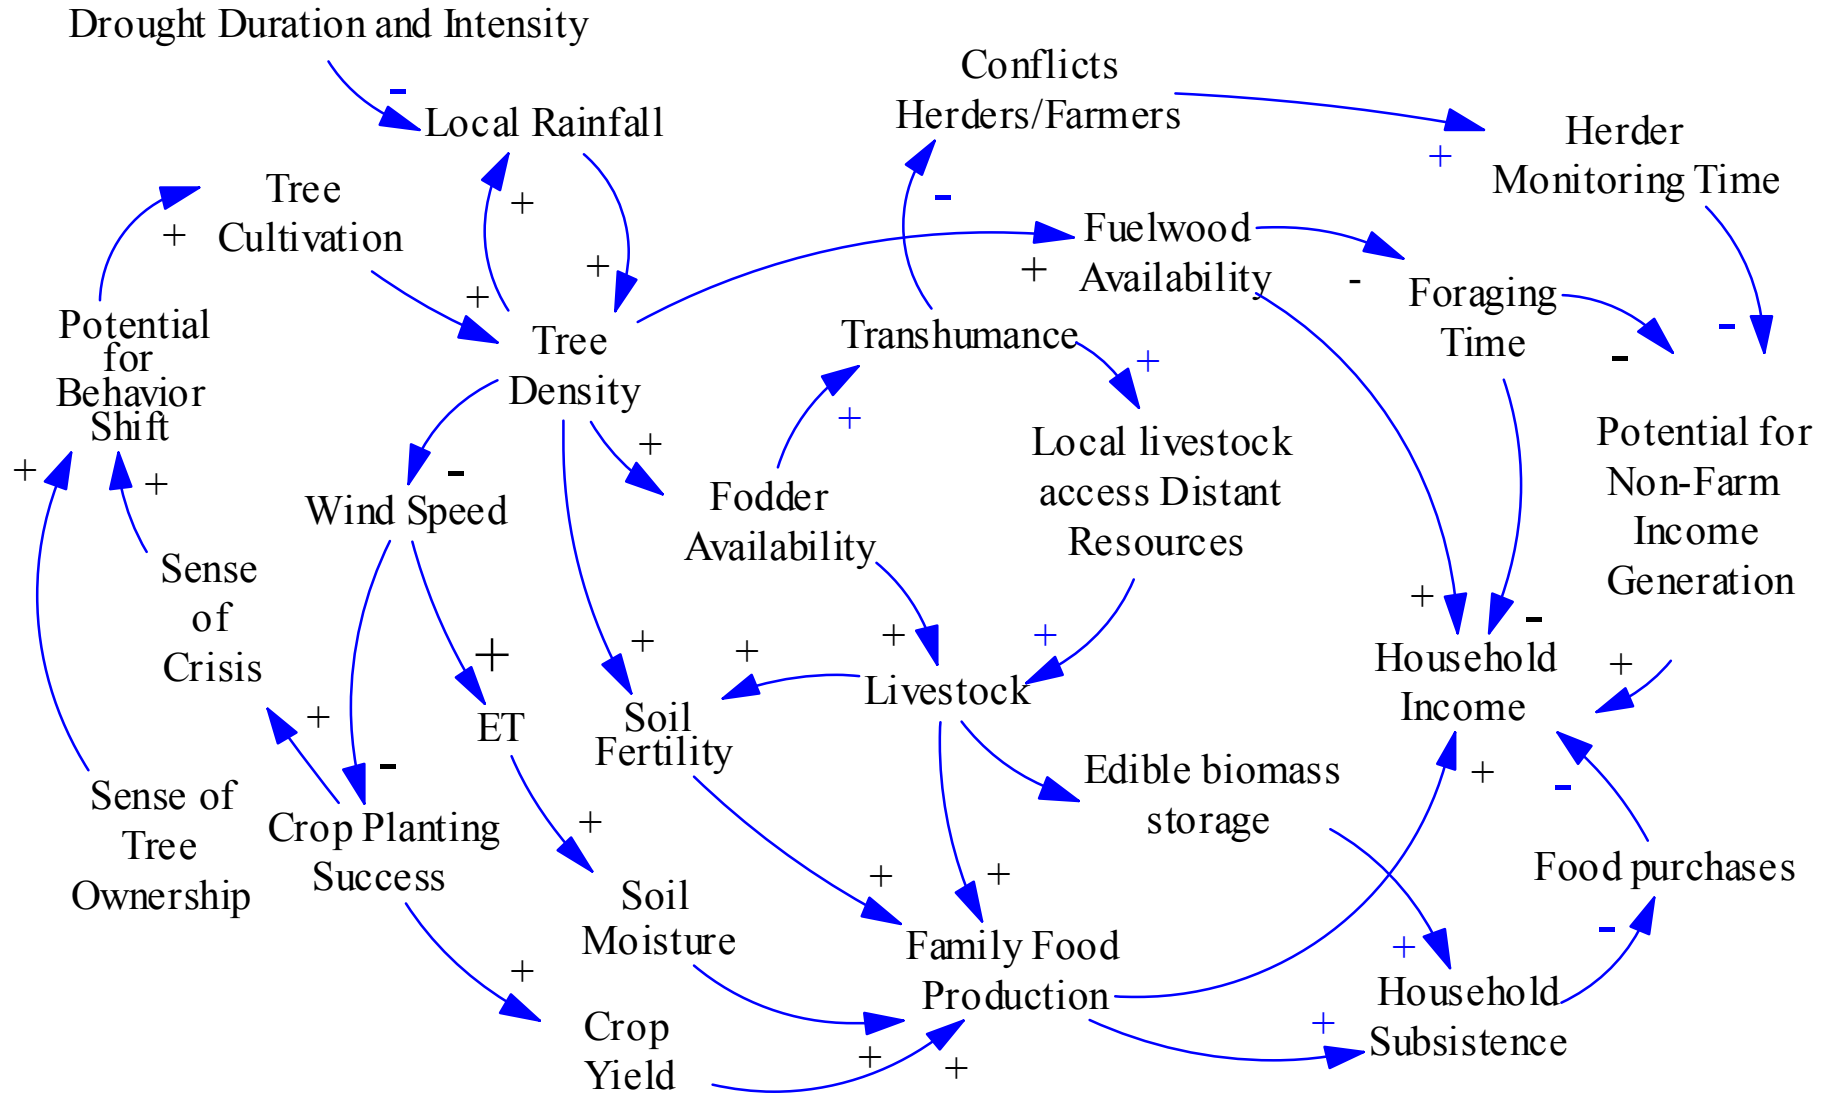 Drought Duration and Intensity
-
Local Rainfall
+
+
Tree
Cultivation
+
+
Potential
for
Behavior
Shift
+
+
Sense
of
Crisis
+
Sense of
Tree
Ownership
Tree
Density
-
+
+
Wind Speed
-
+
ET
+
Crop Planting
Success
+
Soil
Moisture
+
Crop
Yield
+
Soil
Fertility
+
+
Fodder
Availability
+
+
Transhumance
-
+
Conflicts
Herders/Farmers
+
Herder
Monitoring Time
-
Fuelwood
Availability
+
-
+
Foraging
Time
-
-
Local livestock
access Distant
Resources
+
Livestock
+
Edible biomass
storage
+
Family Food
Production
+
+
Potential for
Non-Farm
Income
Generation
+
Household
Income
Food purchases
-
-
Household
Subsistence